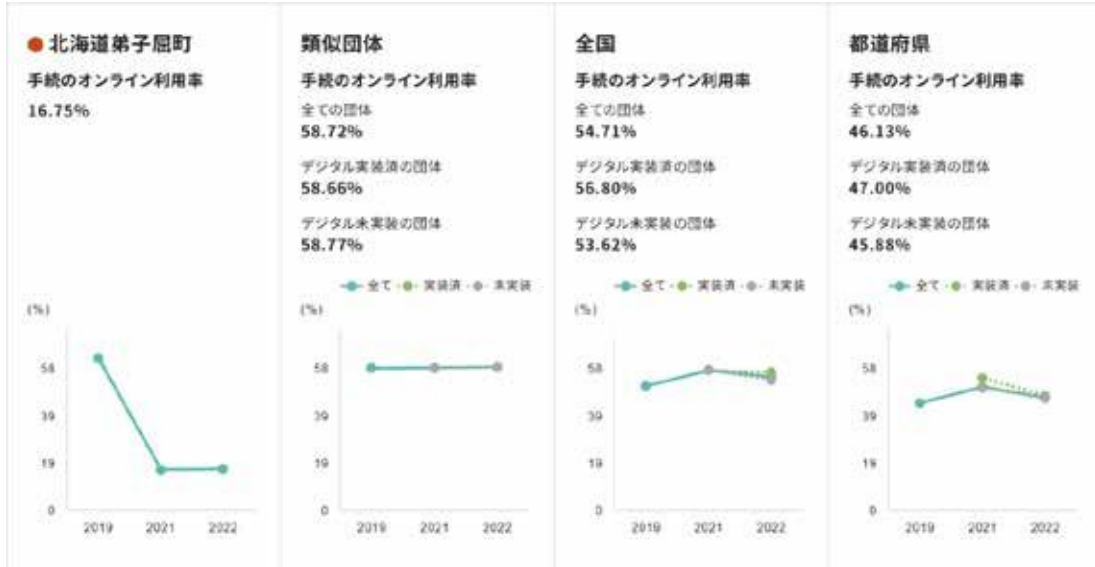 北海道弟子屈町
手続のオンライン利用率
16.75%
類似団体
手続のオンライン利用率
全ての団体
58.72%
デジタル実装済の団体
58.66%
デジタル未実装の団体
58.77%
全て 実装済 未実装
(%)
58
39
19
0
2019 2021 2022
全国
手続のオンライン利用率
全ての団体
54.71%
デジタル実装済の団体
56.80%
デジタル未実装の団体
53.62%
全て 実装済 未実装
(%)
58
39
19
0
2019 2021 2022
都道府県
手続のオンライン利用率
全ての団体
46.13%
デジタル実装済の団体
47.00%
デジタル未実装の団体
45.88%
全て 実装済 未実装
(%)
58
39
19
0
2019 2021 2022
(%)
58
39
19
0
2019 2021 2022